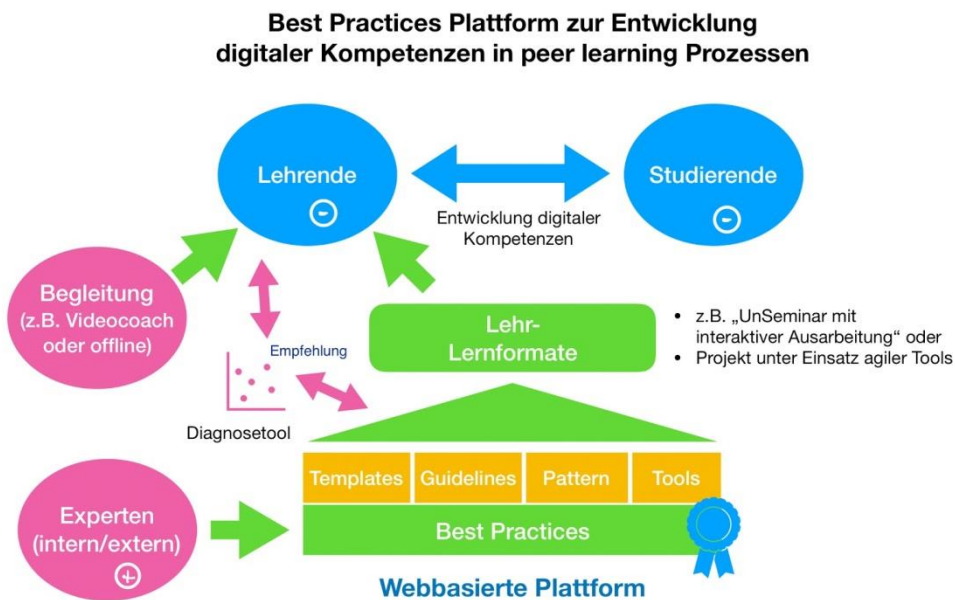 Best Practices Plattform zur Entwicklung
digitaler Kompetenzen in peer learning Prozessen
Lehrende
Studierende
Entwicklung digitaler
Kompetenzen
Begleitung
(z.B. Videocoach
oder offline)
Lehr-
Lernformate
• z.B. „UnSeminar mit
interaktiver Ausarbeitung“ oder
• Projekt unter Einsatz agiler Tools
Empfehlung
Diagnosetool
Templates
Guidelines
Pattern
Tools
Experten
(intern/extern)
Best Practices
Webbasierte Plattform